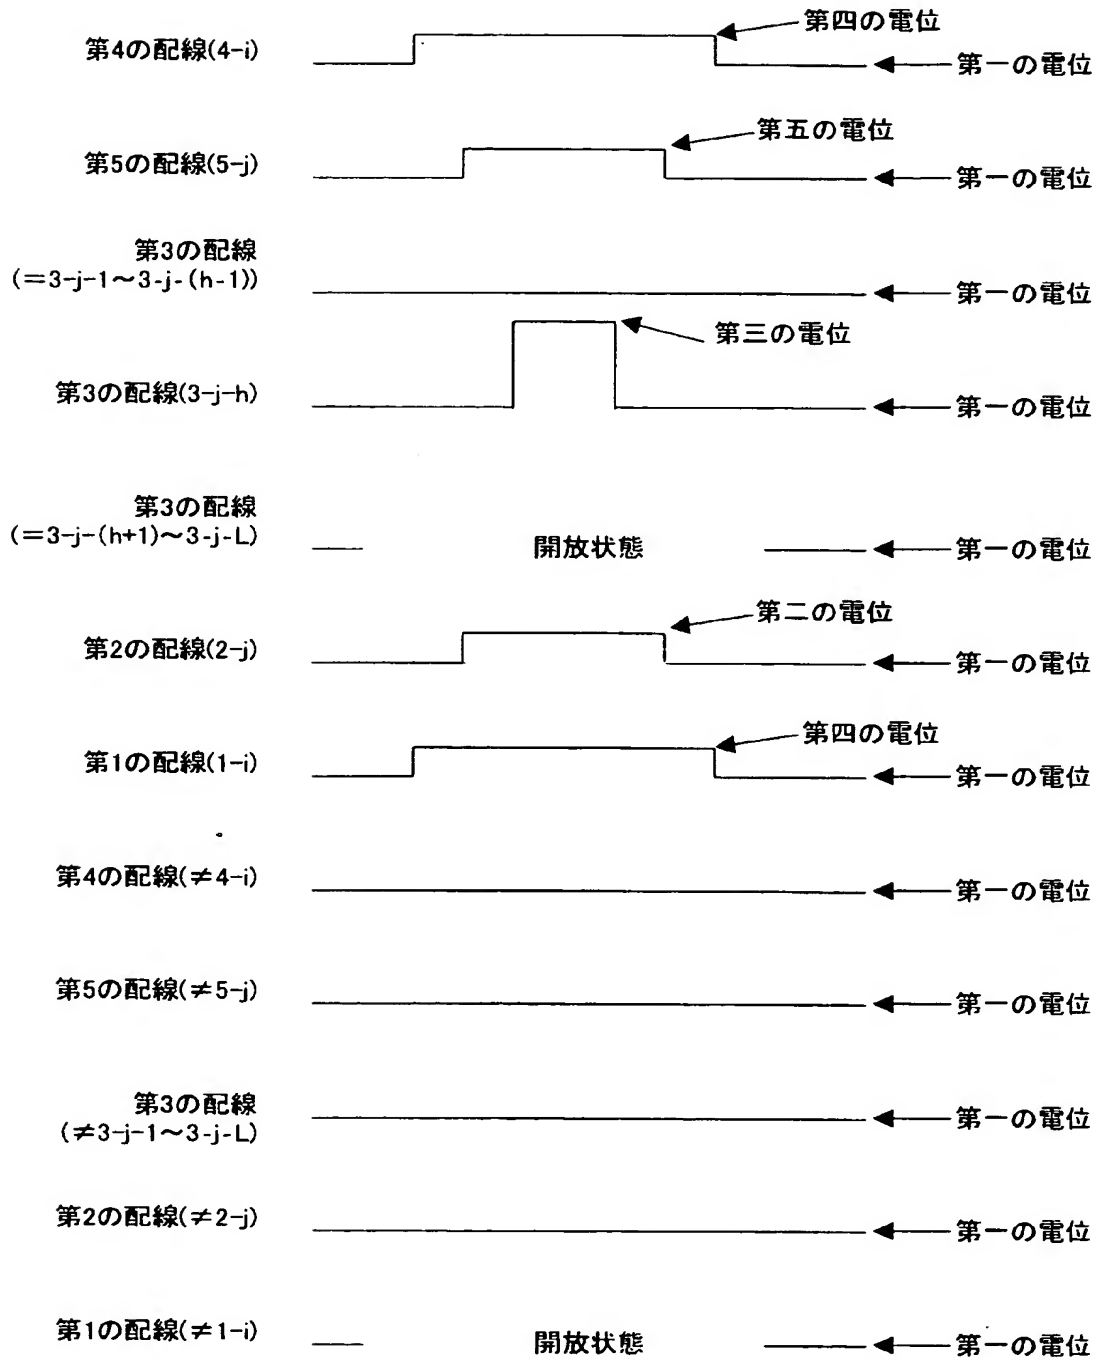 第四の電位
第4の配線(4-i)
第一の電位
第五の電位
第5の配線(5-j)
第一の電位
第3の配線
(=3-j-1~3-j-(h-1))
第一の電位
第三の電位
第3の配線(3-j-h)
第一の電位
第3の配線
(=3-j-(h+1)~3-j-L)
開放状態
第一の電位
第二の電位
第2の配線(2-j)
第一の電位
第四の電位
第1の配線(1-i)
第一の電位
第4の配線(≠4-i)
第一の電位
第5の配線(≠5-j)
第一の電位
第3の配線
(≠3-j-1~3-j-L)
第一の電位
第2の配線(≠2-j)
第一の電位
第1の配線(≠1-i)
開放状態
第一の電位